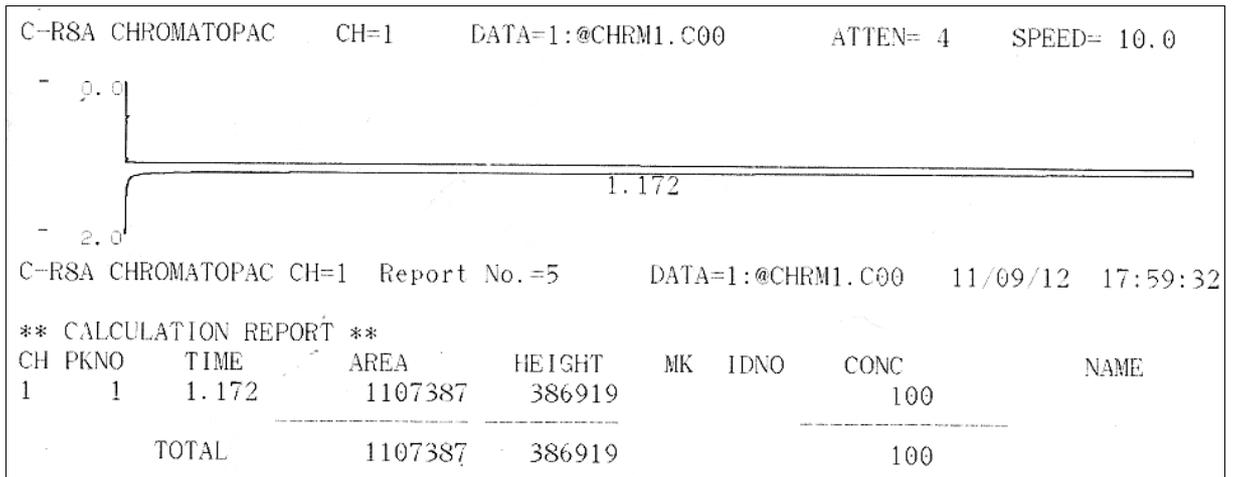 C-R8A CHROMATOPAC CH=1 DATA=1:@CHRM1.C00 ATTEN= 4 SPEED= 10.0
0.0
1.172
2.0
C-R8A CHROMATOPAC CH=1 Report No.=5 DATA=1:@CHRM1.C00 11/09/12 17:59:32
** CALCULATION REPORT **
CH PKNO TIME AREA HEIGHT MK IDNO CONC NAME
1 1 1.172 1107387 386919 100
TOTAL 1107387 386919 100